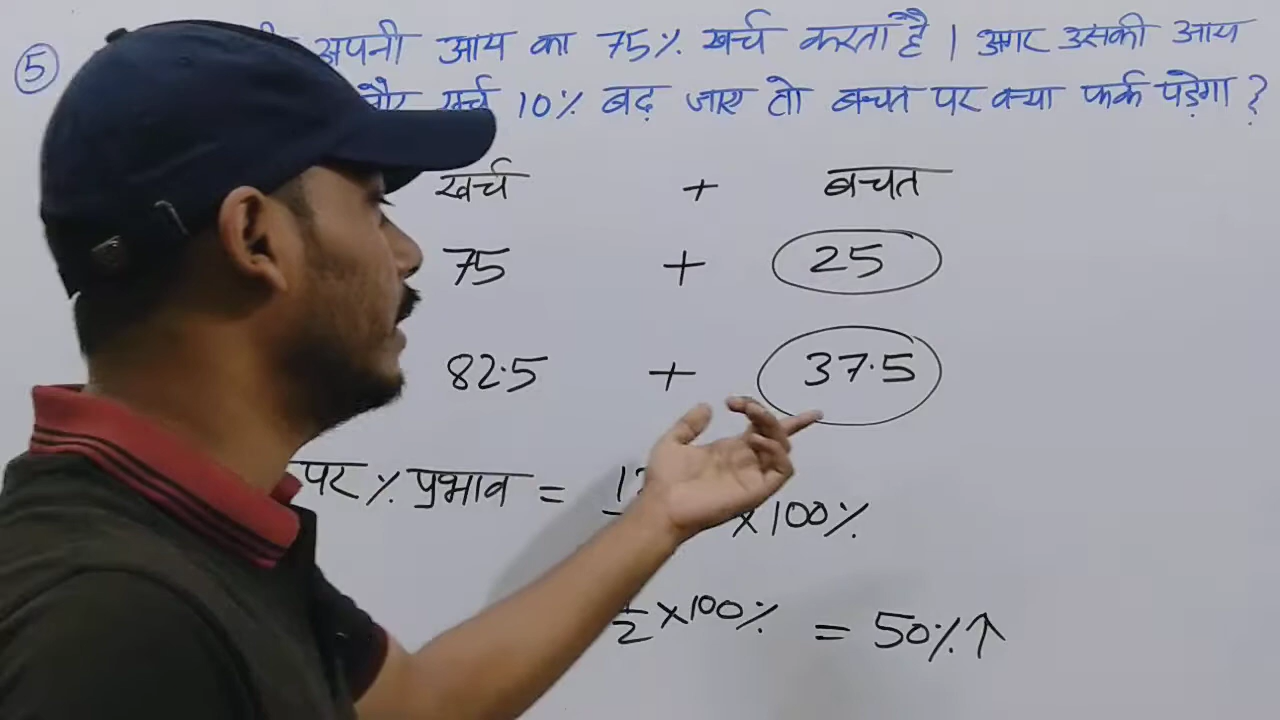 ⑤ अपनी आय का 75% खर्च करता है । अगर उसकी आय
और खर्च 10% बढ़ जाए तो बचत पर क्या फर्क पड़ेगा ?
खर्च + बचत
75 + 25
82.5 + 37.5
पर % प्रभाव = x 100%
2 x 100% = 50% ↑